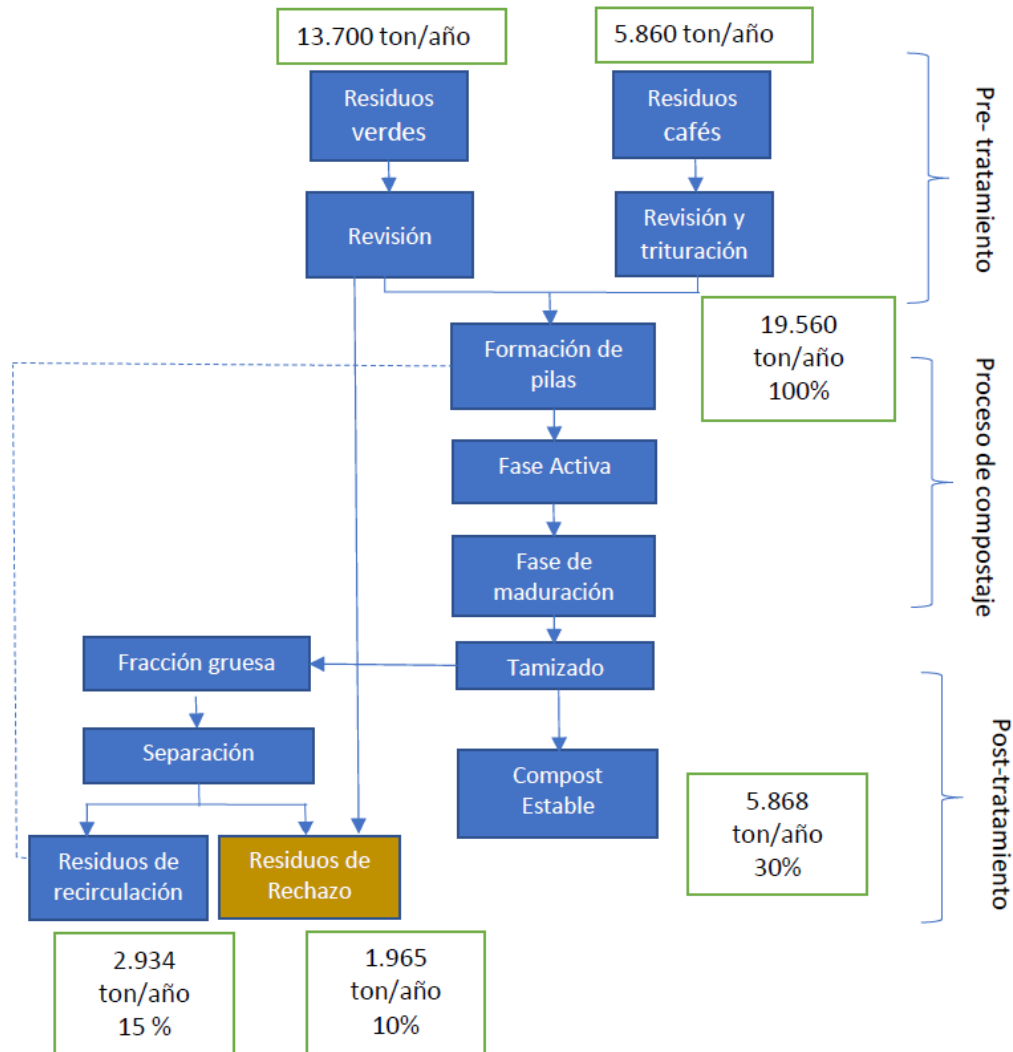 13.700 ton/año
5.860 ton/año
Residuos
verdes
Residuos
cafés
Pre- tratamiento
Revisión
Revisión y
trituración
19.560
ton/año
100%
Formación de
pilas
Proceso de compostaje
Fase Activa
Fase de
maduración
Fracción gruesa
Tamizado
Separación
Compost
Estable
Post-tratamiento
5.868
ton/año
30%
Residuos de
recirculación
Residuos de
Rechazo
2.934
ton/año
15 %
1.965
ton/año
10%